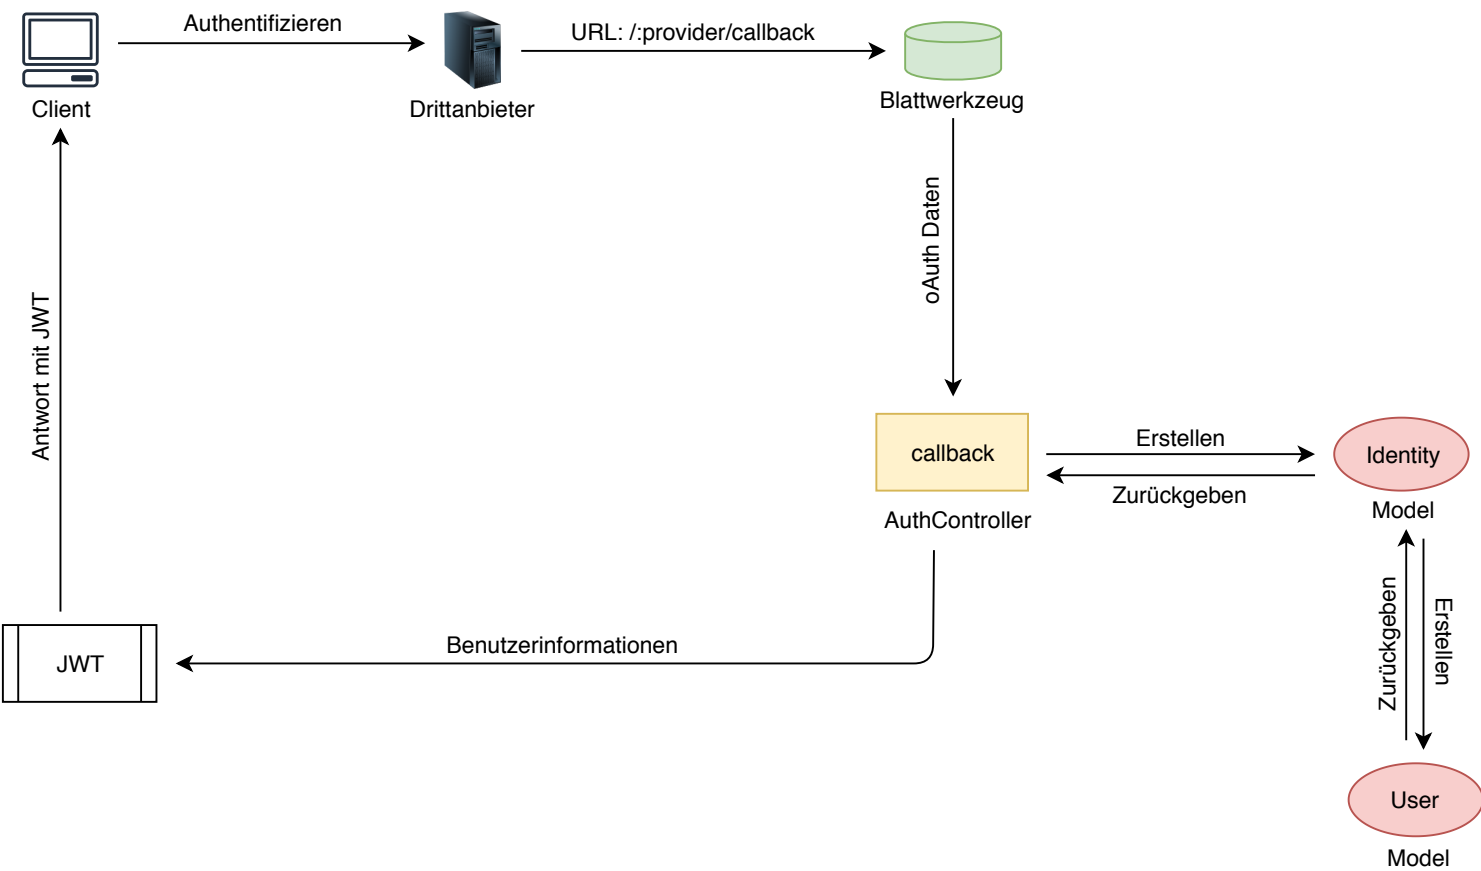 Authentifizieren
URL: /:provider/callback
Client
Drittanbieter
Blattwerkzeug
oAuth Daten
Antwort mit JWT
callback
Erstellen
Identity
Zurückgeben
Model
AuthController
Zurückgeben
Erstellen
Benutzerinformationen
JWT
User
Model